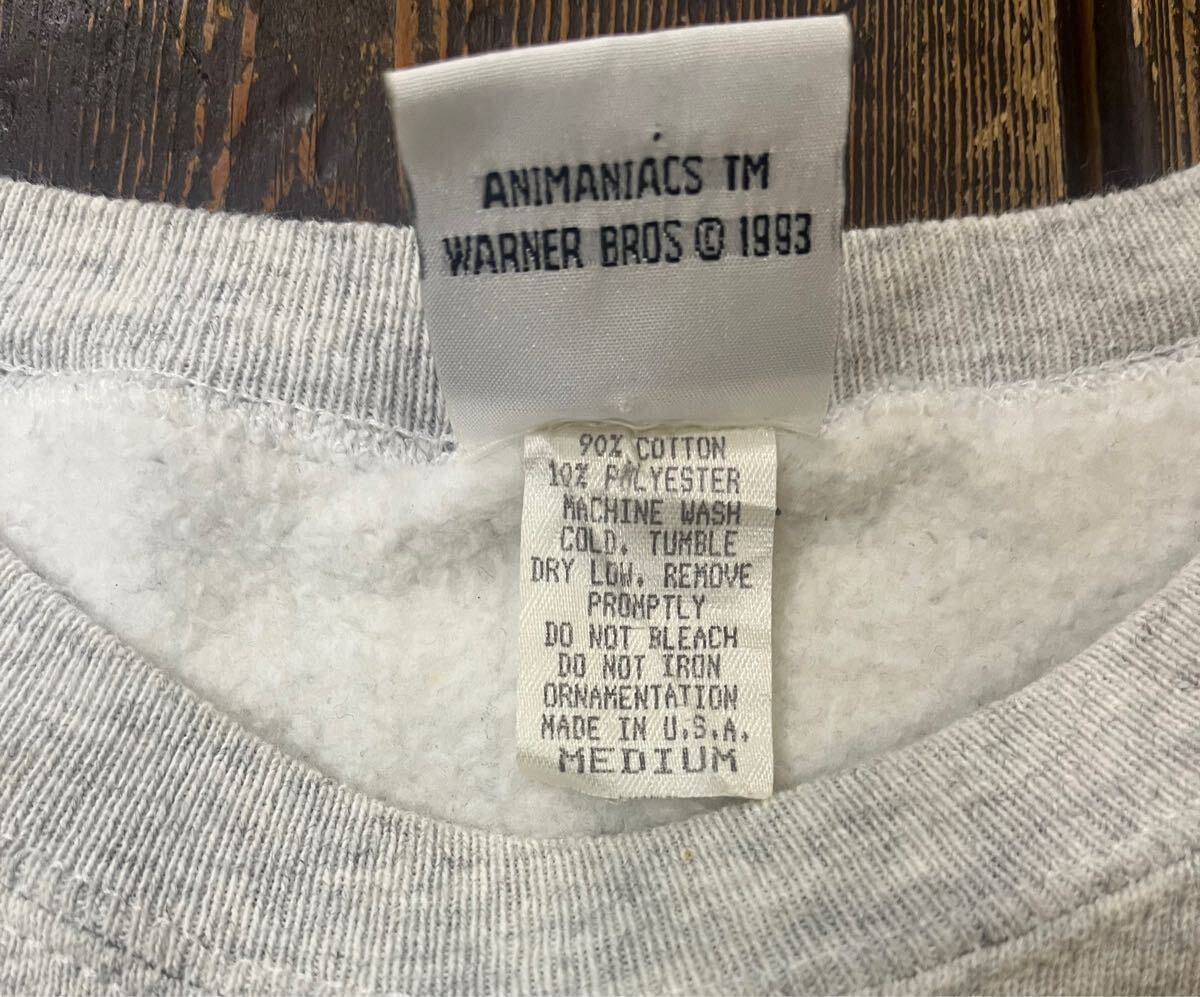 ANIMANIACS TM
WARNER BROS © 1993
90% COTTON
10% POLYESTER
MACHINE WASH
COLD. TUMBLE
DRY LOW. REMOVE
PROMPTLY
DO NOT BLEACH
DO NOT IRON
ORNAMENTATION
MADE IN U.S.A.
MEDIUM